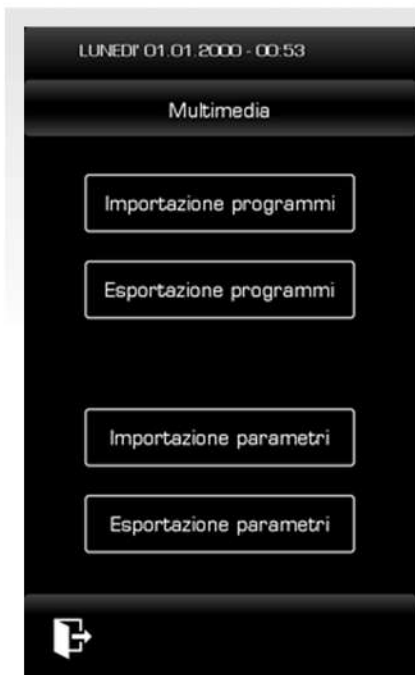 LUNEDI' 01.01.2000 - 00:53
Multimedia
Importazione programmi
Esportazione programmi
Importazione parametri
Esportazione parametri